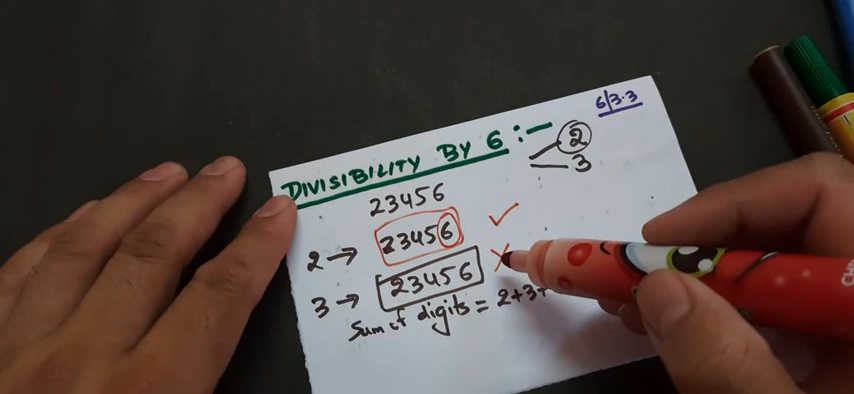 6/3.3
DIVISIBILITY BY 6 :-
2
3
23456
2 → 23456 ✓
3 → 23456 ✗
Sum of digits = 2+3+